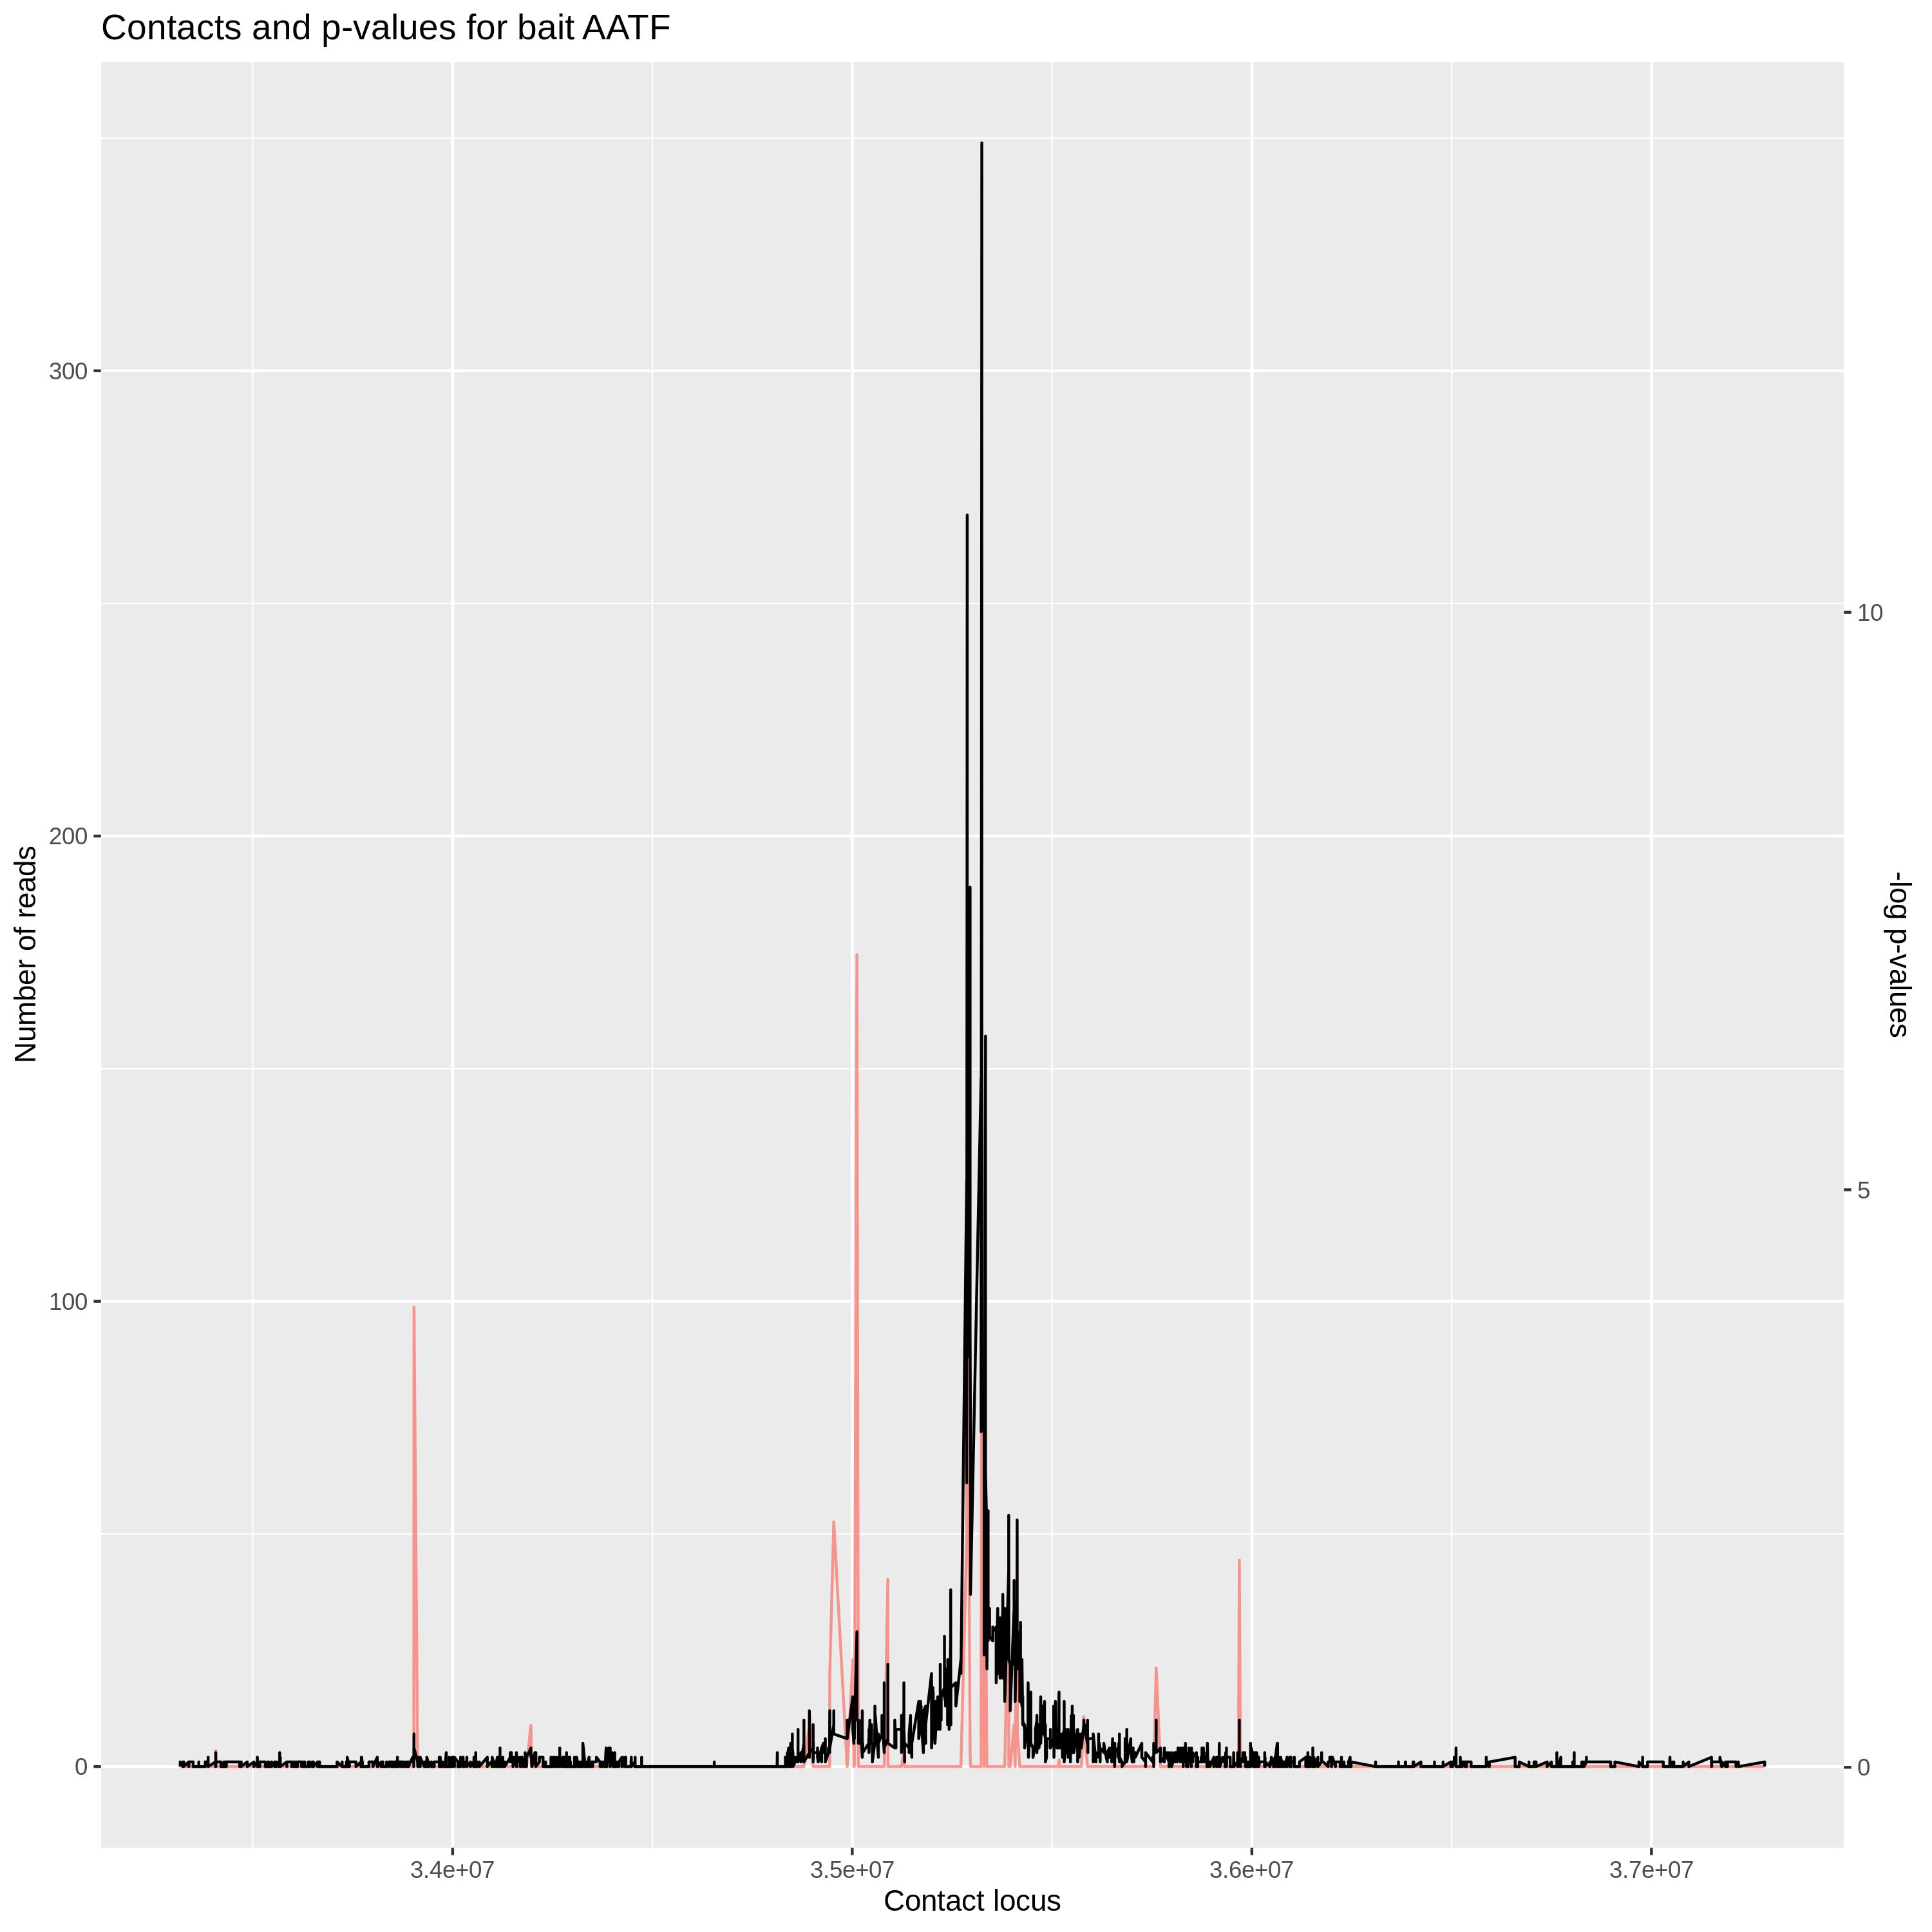 Contacts and p-values for bait AATF
Number of reads
300
200
100
0
10
5
0
-log p-values
3.4e+07
3.5e+07
3.6e+07
3.7e+07
Contact locus